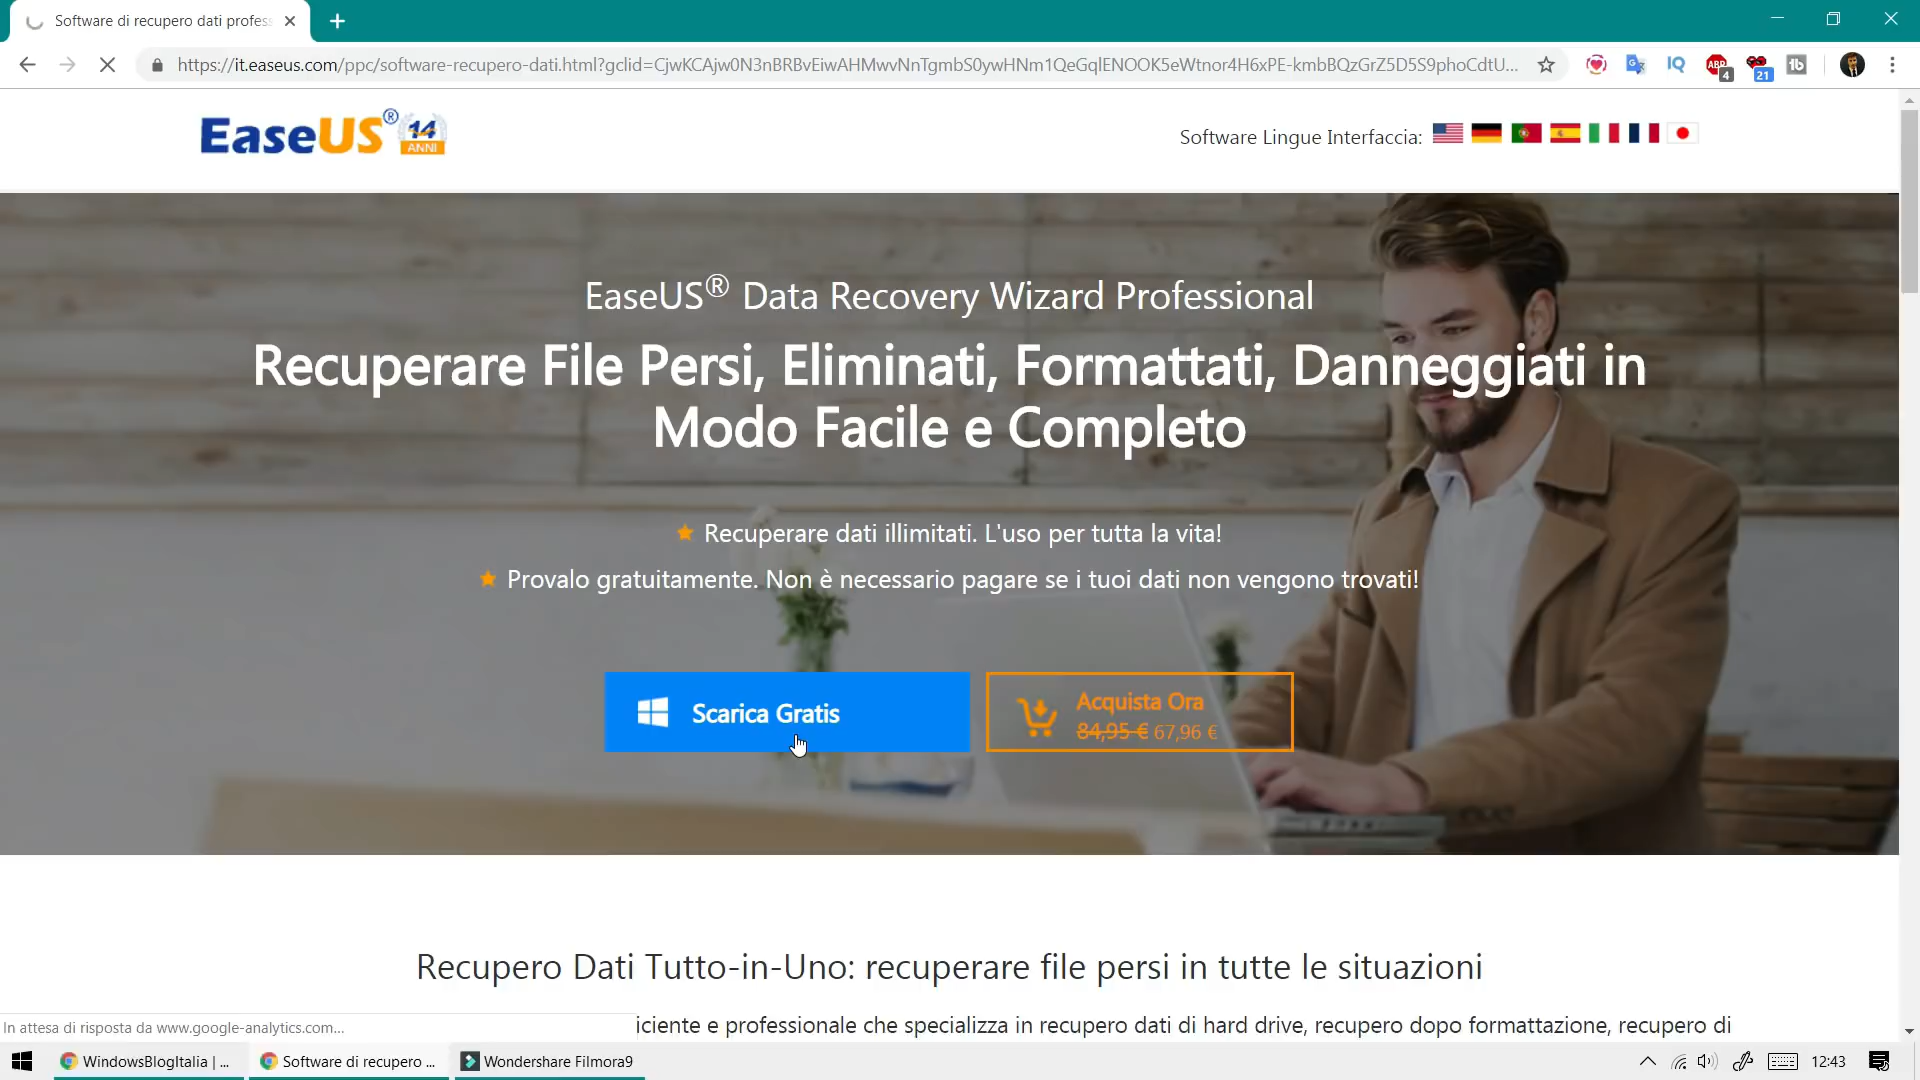 Software di recupero dati profess
https://it.easeus.com/ppc/software-recupero-dati.html?gclid=CjwKCAjw0N3nBRBvEiwAHMwvNnTgmbS0ywHNm1QeGqlENOOK5eWtnor4H6xPE-kmbBQzGrZ5D5S9phoCdtU...
IQ
ABP
4
21
EaseUS® 14 ANNI
Software Lingue Interfaccia:
EaseUS® Data Recovery Wizard Professional
Recuperare File Persi, Eliminati, Formattati, Danneggiati in
Modo Facile e Completo
Recuperare dati illimitati. L'uso per tutta la vita!
Provalo gratuitamente. Non è necessario pagare se i tuoi dati non vengono trovati!
Scarica Gratis
Acquista Ora
84,95 € 67,96 €
Recupero Dati Tutto-in-Uno: recuperare file persi in tutte le situazioni
iciente e professionale che specializza in recupero dati di hard drive, recupero dopo formattazione, recupero di
In attesa di risposta da www.google-analytics.com...
WindowsBlogItalia | ...
Software di recupero ...
Wondershare Filmora9
12:43